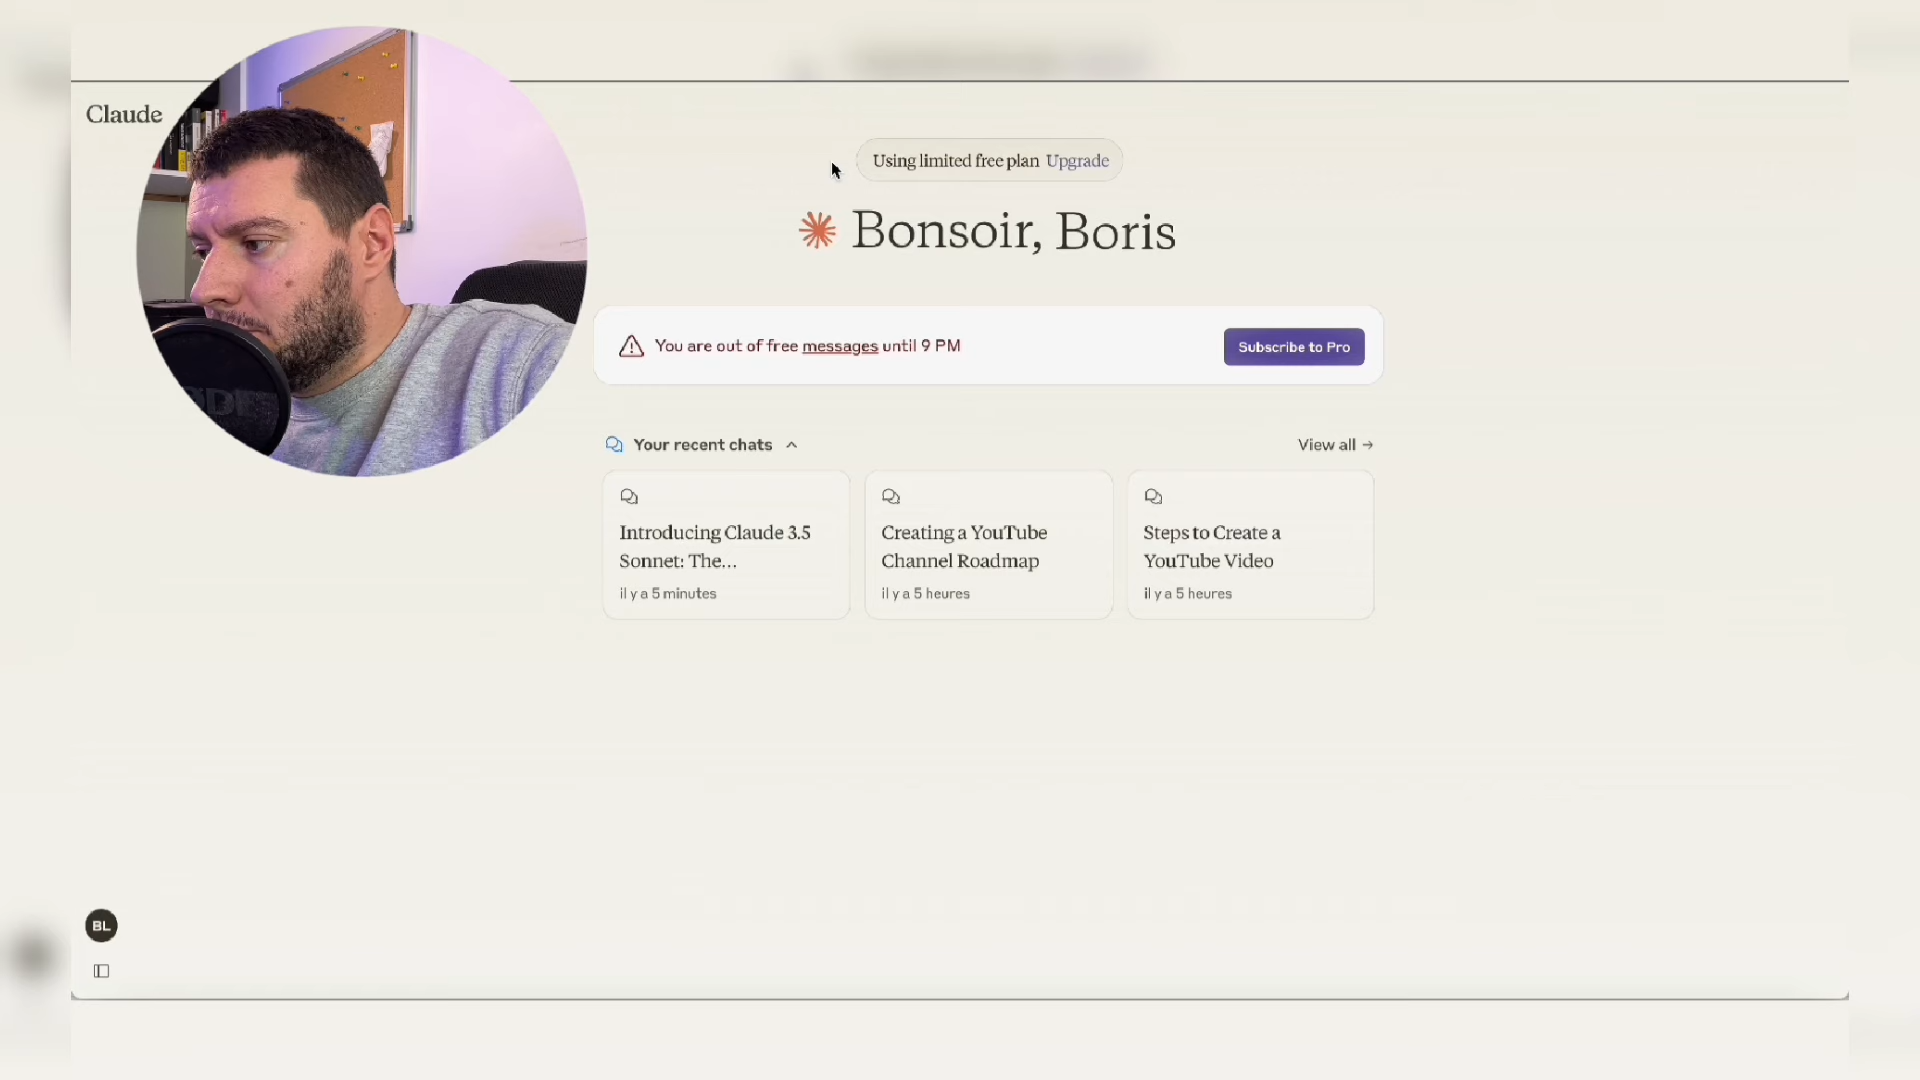 Claude
Using limited free plan Upgrade
Bonsoir, Boris
You are out of free messages until 9 PM
Subscribe to Pro
Your recent chats
View all →
Introducing Claude 3.5
Sonnet: The...
il y a 5 minutes
Creating a YouTube
Channel Roadmap
il y a 5 heures
Steps to Create a
YouTube Video
il y a 5 heures
BL